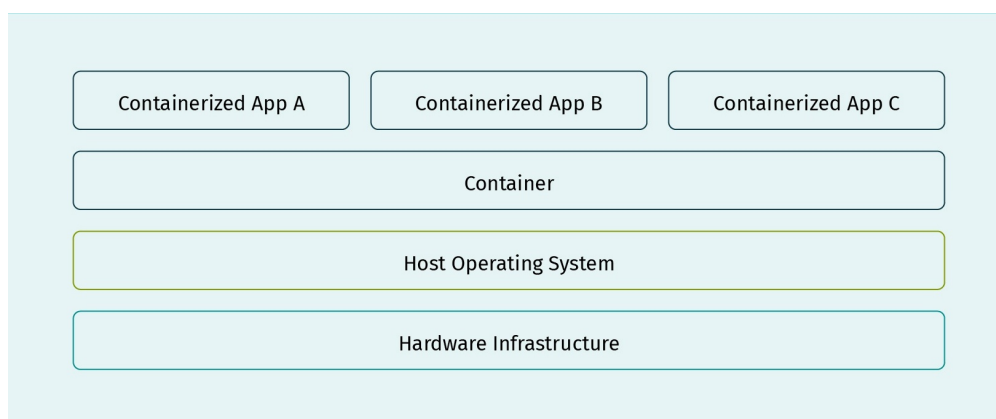 Containerized App A
Containerized App B
Containerized App C
Container
Host Operating System
Hardware Infrastructure